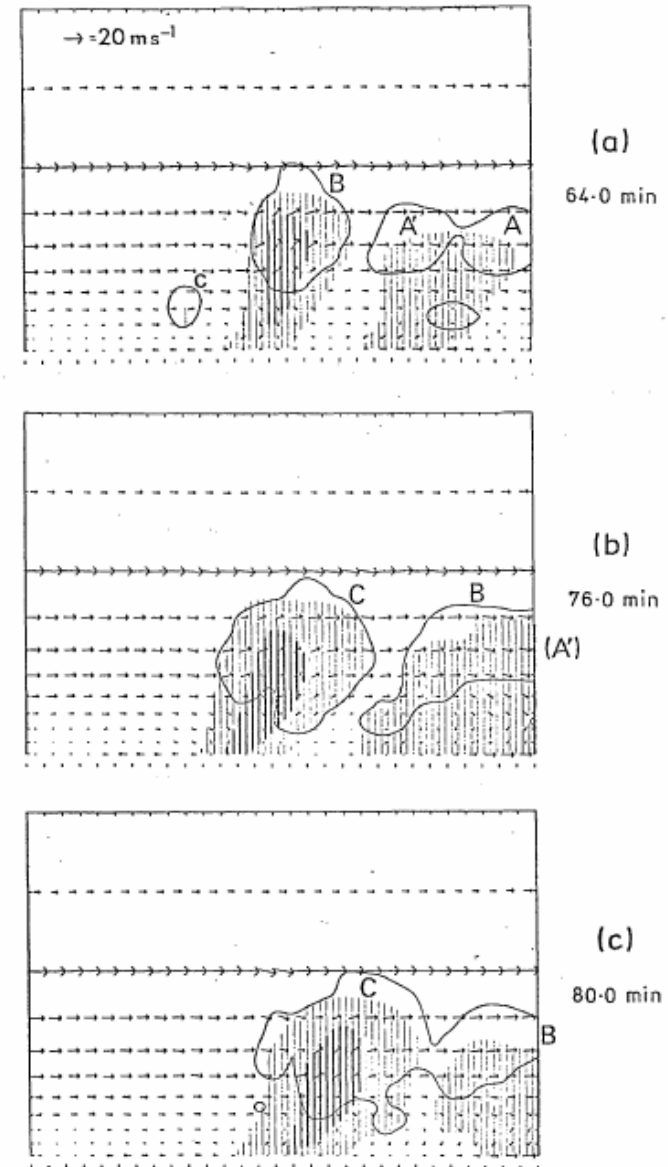 → =20 ms⁻¹
B
A'
A
c
(a)
64·0 min
C
B
(b)
76·0 min
(A')
C
B
(c)
80·0 min